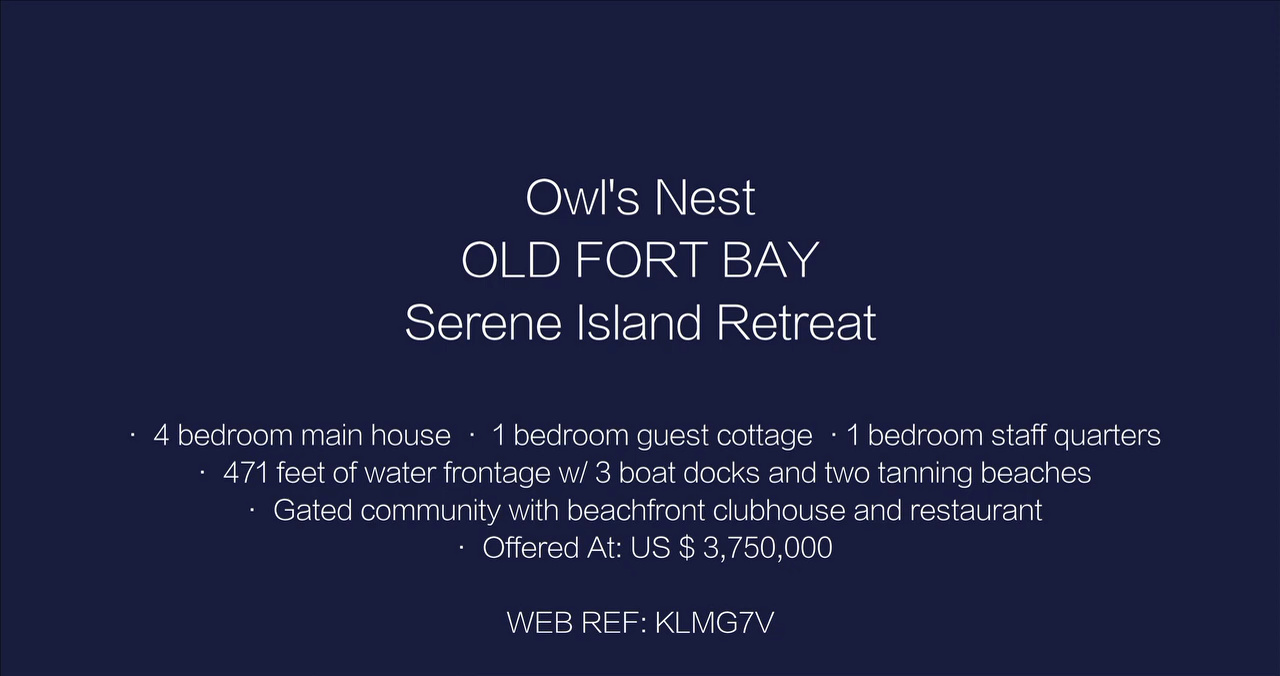 Owl's Nest
OLD FORT BAY
Serene Island Retreat
· 4 bedroom main house · 1 bedroom guest cottage · 1 bedroom staff quarters
· 471 feet of water frontage w/ 3 boat docks and two tanning beaches
· Gated community with beachfront clubhouse and restaurant
· Offered At: US $ 3,750,000
WEB REF: KLMG7V